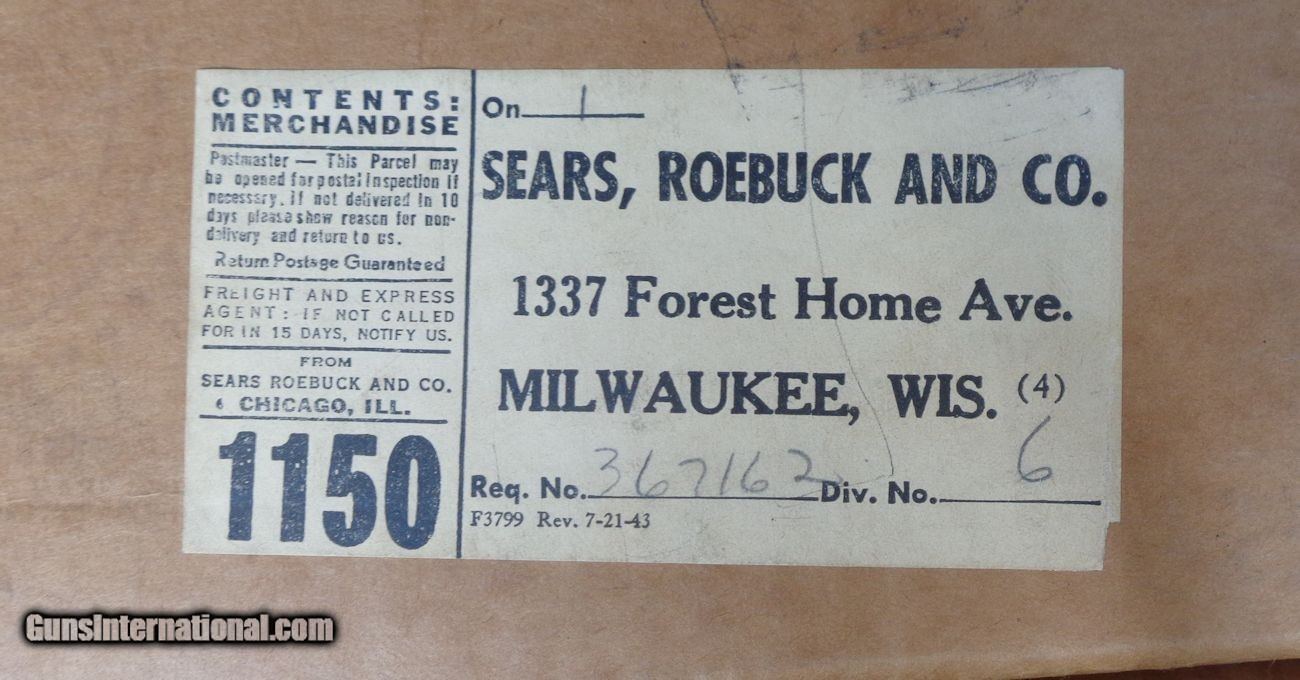 CONTENTS:
MERCHANDISE
Postmaster — This Parcel may
be opened for postal inspection if
necessary. If not delivered in 10
days please show reason for non-
delivery and return to us.
Return Postage Guaranteed
FREIGHT AND EXPRESS
AGENT: IF NOT CALLED
FOR IN 15 DAYS, NOTIFY US.
FROM
SEARS ROEBUCK AND CO.
6 CHICAGO, ILL.
1150
On 1
SEARS, ROEBUCK AND CO.
1337 Forest Home Ave.
MILWAUKEE, WIS. (4)
Req. No. 367162 Div. No. 6
F3799 Rev. 7-21-43
GunsInternational.com